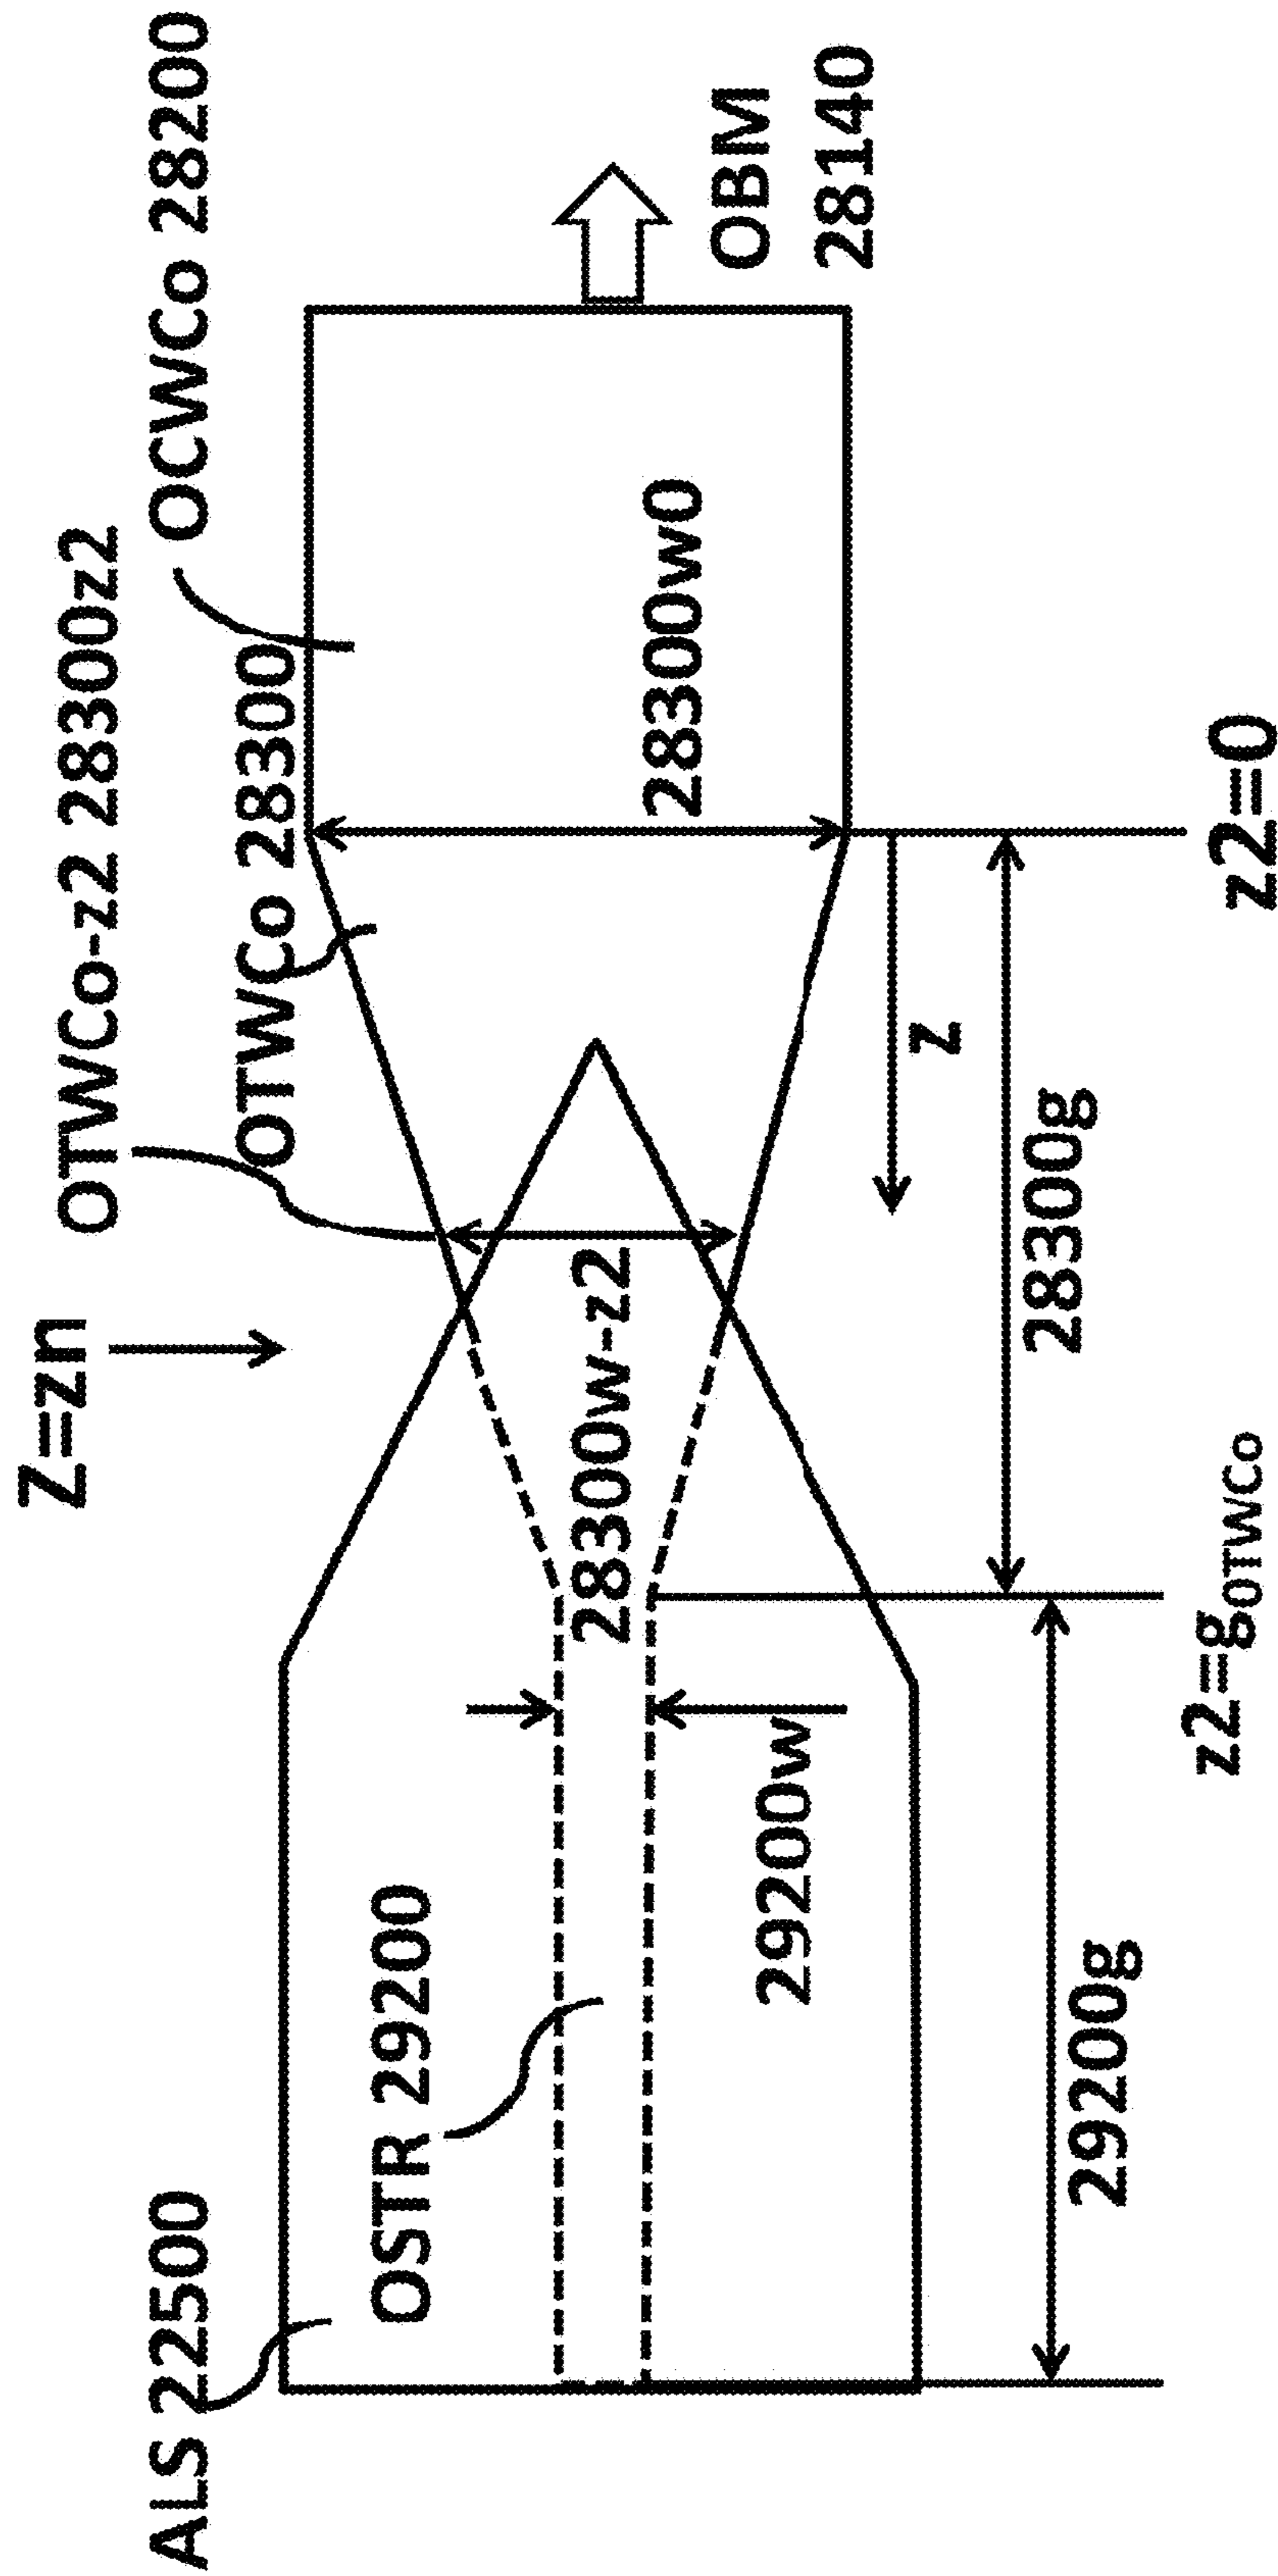 Z=zn
OTWCo-z2 28300z2
ALS 22500
OCWCo 28200
OTWCo 28300
OSTR 29200
28300w-z2
28300w0
OBM
28140
29200w
z
28300g
29200g
z2=gOTWCo
z2=0